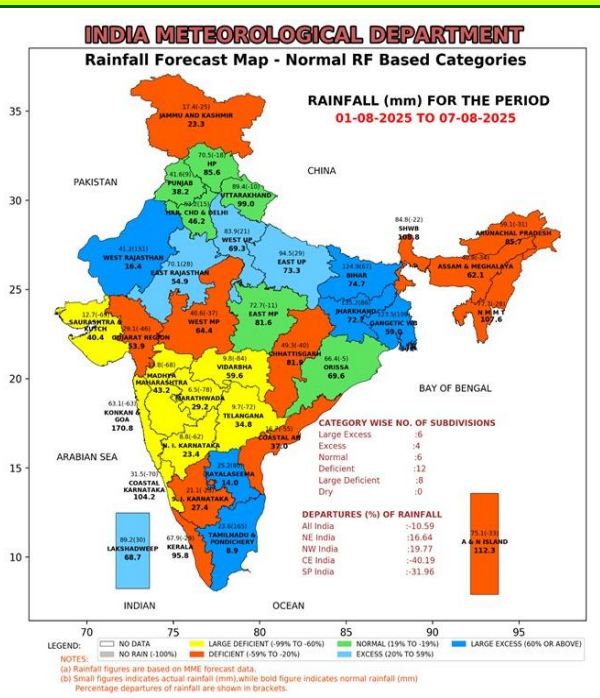 INDIA METEOROLOGICAL DEPARTMENT
Rainfall Forecast Map - Normal RF Based Categories
RAINFALL (mm) FOR THE PERIOD
01-08-2025 TO 07-08-2025
35
30
25
20
15
10
17.4(-25)
JAMMU AND KASHMIR
23.3
CHINA
PAKISTAN
70.5(-18)
HP
85.6
41.6(9)
PUNJAB
38.2
89.4(-10)
UTTARAKHAND
99.0
HAR. CHD & DELHI
46.2
83.9(21)
WEST UP
69.3
84.8(-22)
SHWB
108.8
ARUNACHAL PRADESH
85.7
41.2(151)
WEST RAJASTHAN
16.4
70.1(28)
EAST RAJASTHAN
54.9
94.5(29)
EAST UP
73.3
124.9(67)
BIHAR
74.7
ASSAM & MEGHALAYA
62.1
SAURASHTRA &
KUTCH
40.4
29.1(-46)
GUJARAT REGION
53.9
40.6(-37)
WEST MP
64.4
72.7(-11)
EAST MP
81.6
JHARKHAND
GANGETIC WB
N M M T
107.6
49.3(-40)
CHHATTISGARH
81.9
66.4(-5)
ORISSA
69.6
MADHYA
MAHARASHTRA
43.2
9.8(-84)
VIDARBHA
59.6
6.5(-78)
MARATHWADA
29.2
63.1(-63)
KONKAN &
GOA
170.8
9.7(-72)
TELANGANA
34.8
COASTAL AP
37.0
8.8(-62)
N. I. KARNATAKA
23.4
BAY OF BENGAL
ARABIAN SEA
31.5(-70)
COASTAL
KARNATAKA
104.2
RAYALASEEMA
14.0
S. I. KARNATAKA
27.4
CATEGORY WISE NO. OF SUBDIVISIONS
Large Excess :6
Excess :4
Normal :6
Deficient :12
Large Deficient :8
Dry :0
DEPARTURES (%) OF RAINFALL
All India :-10.59
NE India :-16.64
NW India :19.77
CE India :-40.19
SP India :-31.96
89.2(30)
LAKSHADWEEP
68.7
67.9(-29)
KERALA
95.8
23.6(165)
TAMILNADU &
PONDICHERY
8.9
75.1(-33)
A & N ISLAND
112.3
INDIAN
OCEAN
70 75 80 85 90 95
LEGEND:
NO DATA
LARGE DEFICIENT (-99% TO -60%)
NORMAL (19% TO -19%)
LARGE EXCESS (60% OR ABOVE)
NO RAIN (-100%)
DEFICIENT (-59% TO -20%)
EXCESS (20% TO 59%)
NOTES:
(a) Rainfall figures are based on MME forecast data.
(b) Small figures indicates actual rainfall (mm),while bold figure indicates normal rainfall (mm)
Percentage departures of rainfall are shown in brackets.